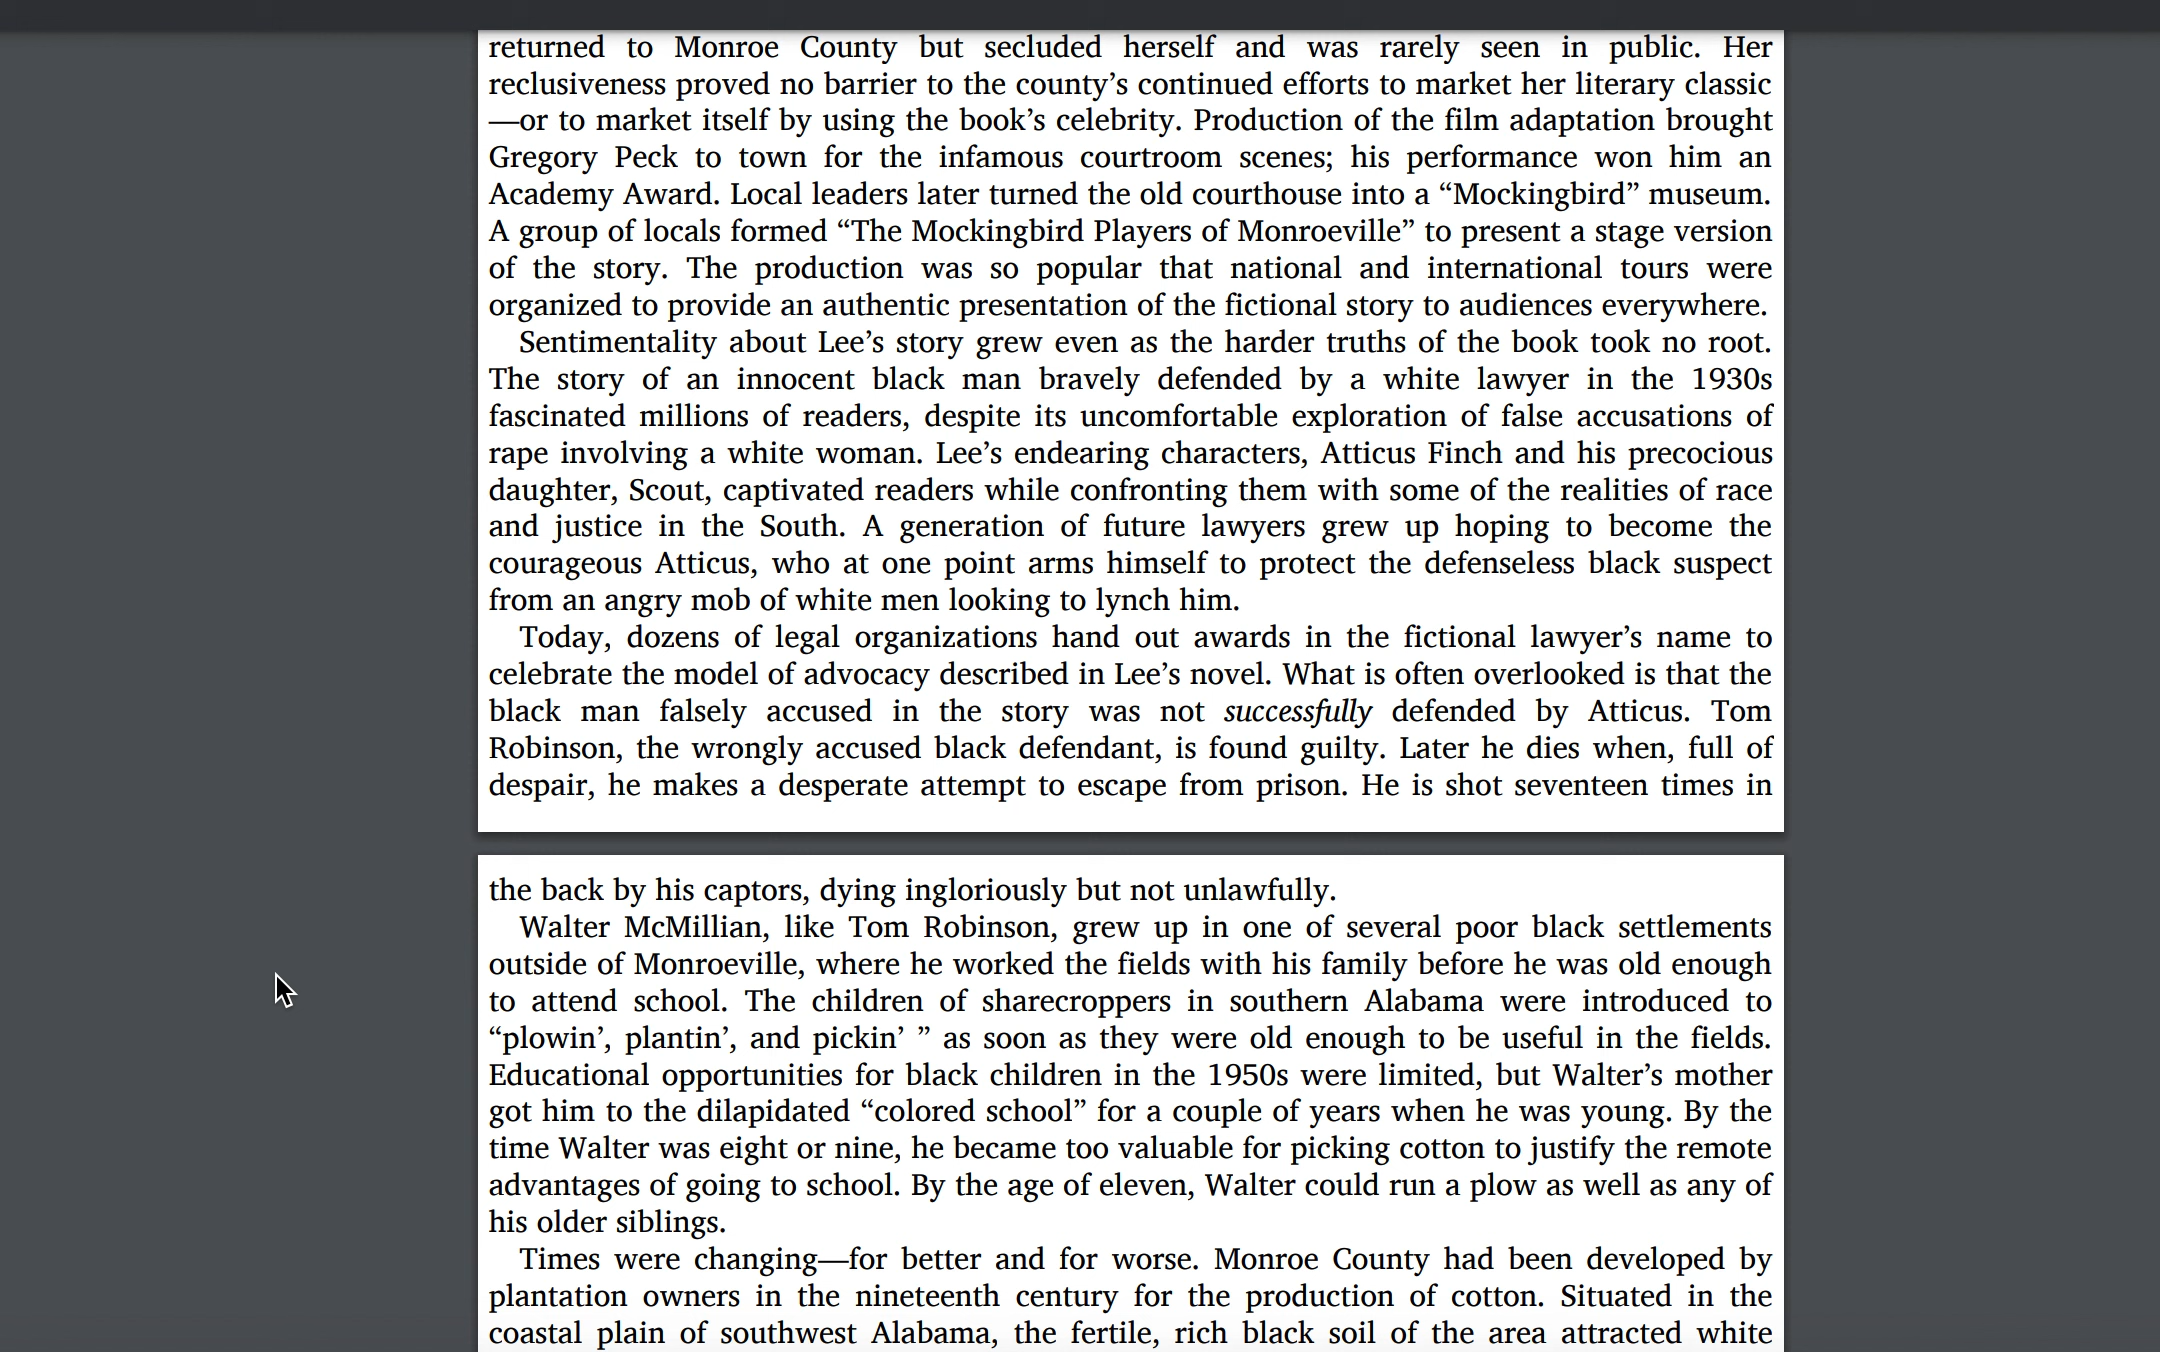 returned to Monroe County but secluded herself and was rarely seen in public. Her
reclusiveness proved no barrier to the county’s continued efforts to market her literary classic
—or to market itself by using the book’s celebrity. Production of the film adaptation brought
Gregory Peck to town for the infamous courtroom scenes; his performance won him an
Academy Award. Local leaders later turned the old courthouse into a “Mockingbird” museum.
A group of locals formed “The Mockingbird Players of Monroeville” to present a stage version
of the story. The production was so popular that national and international tours were
organized to provide an authentic presentation of the fictional story to audiences everywhere.
Sentimentality about Lee’s story grew even as the harder truths of the book took no root.
The story of an innocent black man bravely defended by a white lawyer in the 1930s
fascinated millions of readers, despite its uncomfortable exploration of false accusations of
rape involving a white woman. Lee’s endearing characters, Atticus Finch and his precocious
daughter, Scout, captivated readers while confronting them with some of the realities of race
and justice in the South. A generation of future lawyers grew up hoping to become the
courageous Atticus, who at one point arms himself to protect the defenseless black suspect
from an angry mob of white men looking to lynch him.
Today, dozens of legal organizations hand out awards in the fictional lawyer’s name to
celebrate the model of advocacy described in Lee’s novel. What is often overlooked is that the
black man falsely accused in the story was not successfully defended by Atticus. Tom
Robinson, the wrongly accused black defendant, is found guilty. Later he dies when, full of
despair, he makes a desperate attempt to escape from prison. He is shot seventeen times in
the back by his captors, dying ingloriously but not unlawfully.
Walter McMillian, like Tom Robinson, grew up in one of several poor black settlements
outside of Monroeville, where he worked the fields with his family before he was old enough
to attend school. The children of sharecroppers in southern Alabama were introduced to
“plowin’, plantin’, and pickin’ ” as soon as they were old enough to be useful in the fields.
Educational opportunities for black children in the 1950s were limited, but Walter’s mother
got him to the dilapidated “colored school” for a couple of years when he was young. By the
time Walter was eight or nine, he became too valuable for picking cotton to justify the remote
advantages of going to school. By the age of eleven, Walter could run a plow as well as any of
his older siblings.
Times were changing—for better and for worse. Monroe County had been developed by
plantation owners in the nineteenth century for the production of cotton. Situated in the
coastal plain of southwest Alabama, the fertile, rich black soil of the area attracted white